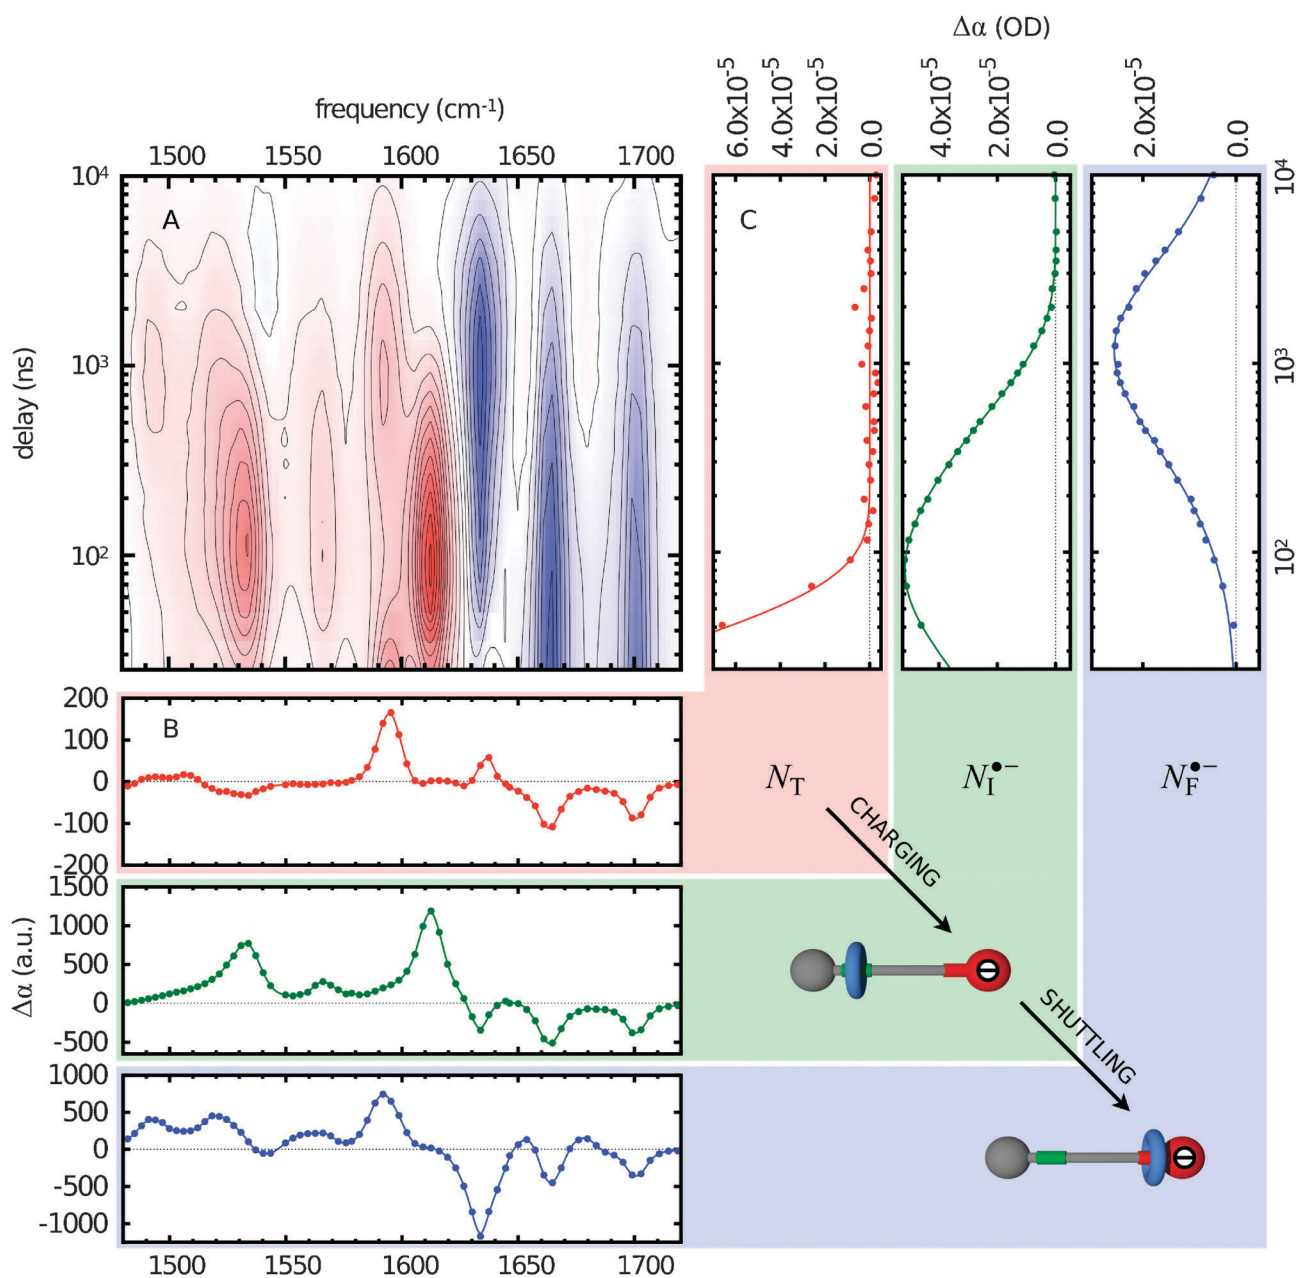 Δα (OD)
6.0x10⁻⁵ 4.0x10⁻⁵ 2.0x10⁻⁵ 0.0 4.0x10⁻⁵ 2.0x10⁻⁵ 0.0 2.0x10⁻⁵ 0.0
frequency (cm⁻¹)
1500 1550 1600 1650 1700
10⁴ A C 10⁴
10³ 10³
delay (ns)
10² 10²
200 B
100
0
-100
-200
N_T N_I^●− N_F^●−
CHARGING
1500
1000
500
0
-500
Δα (a.u.)
SHUTTLING
1000
500
0
-500
-1000
1500 1550 1600 1650 1700